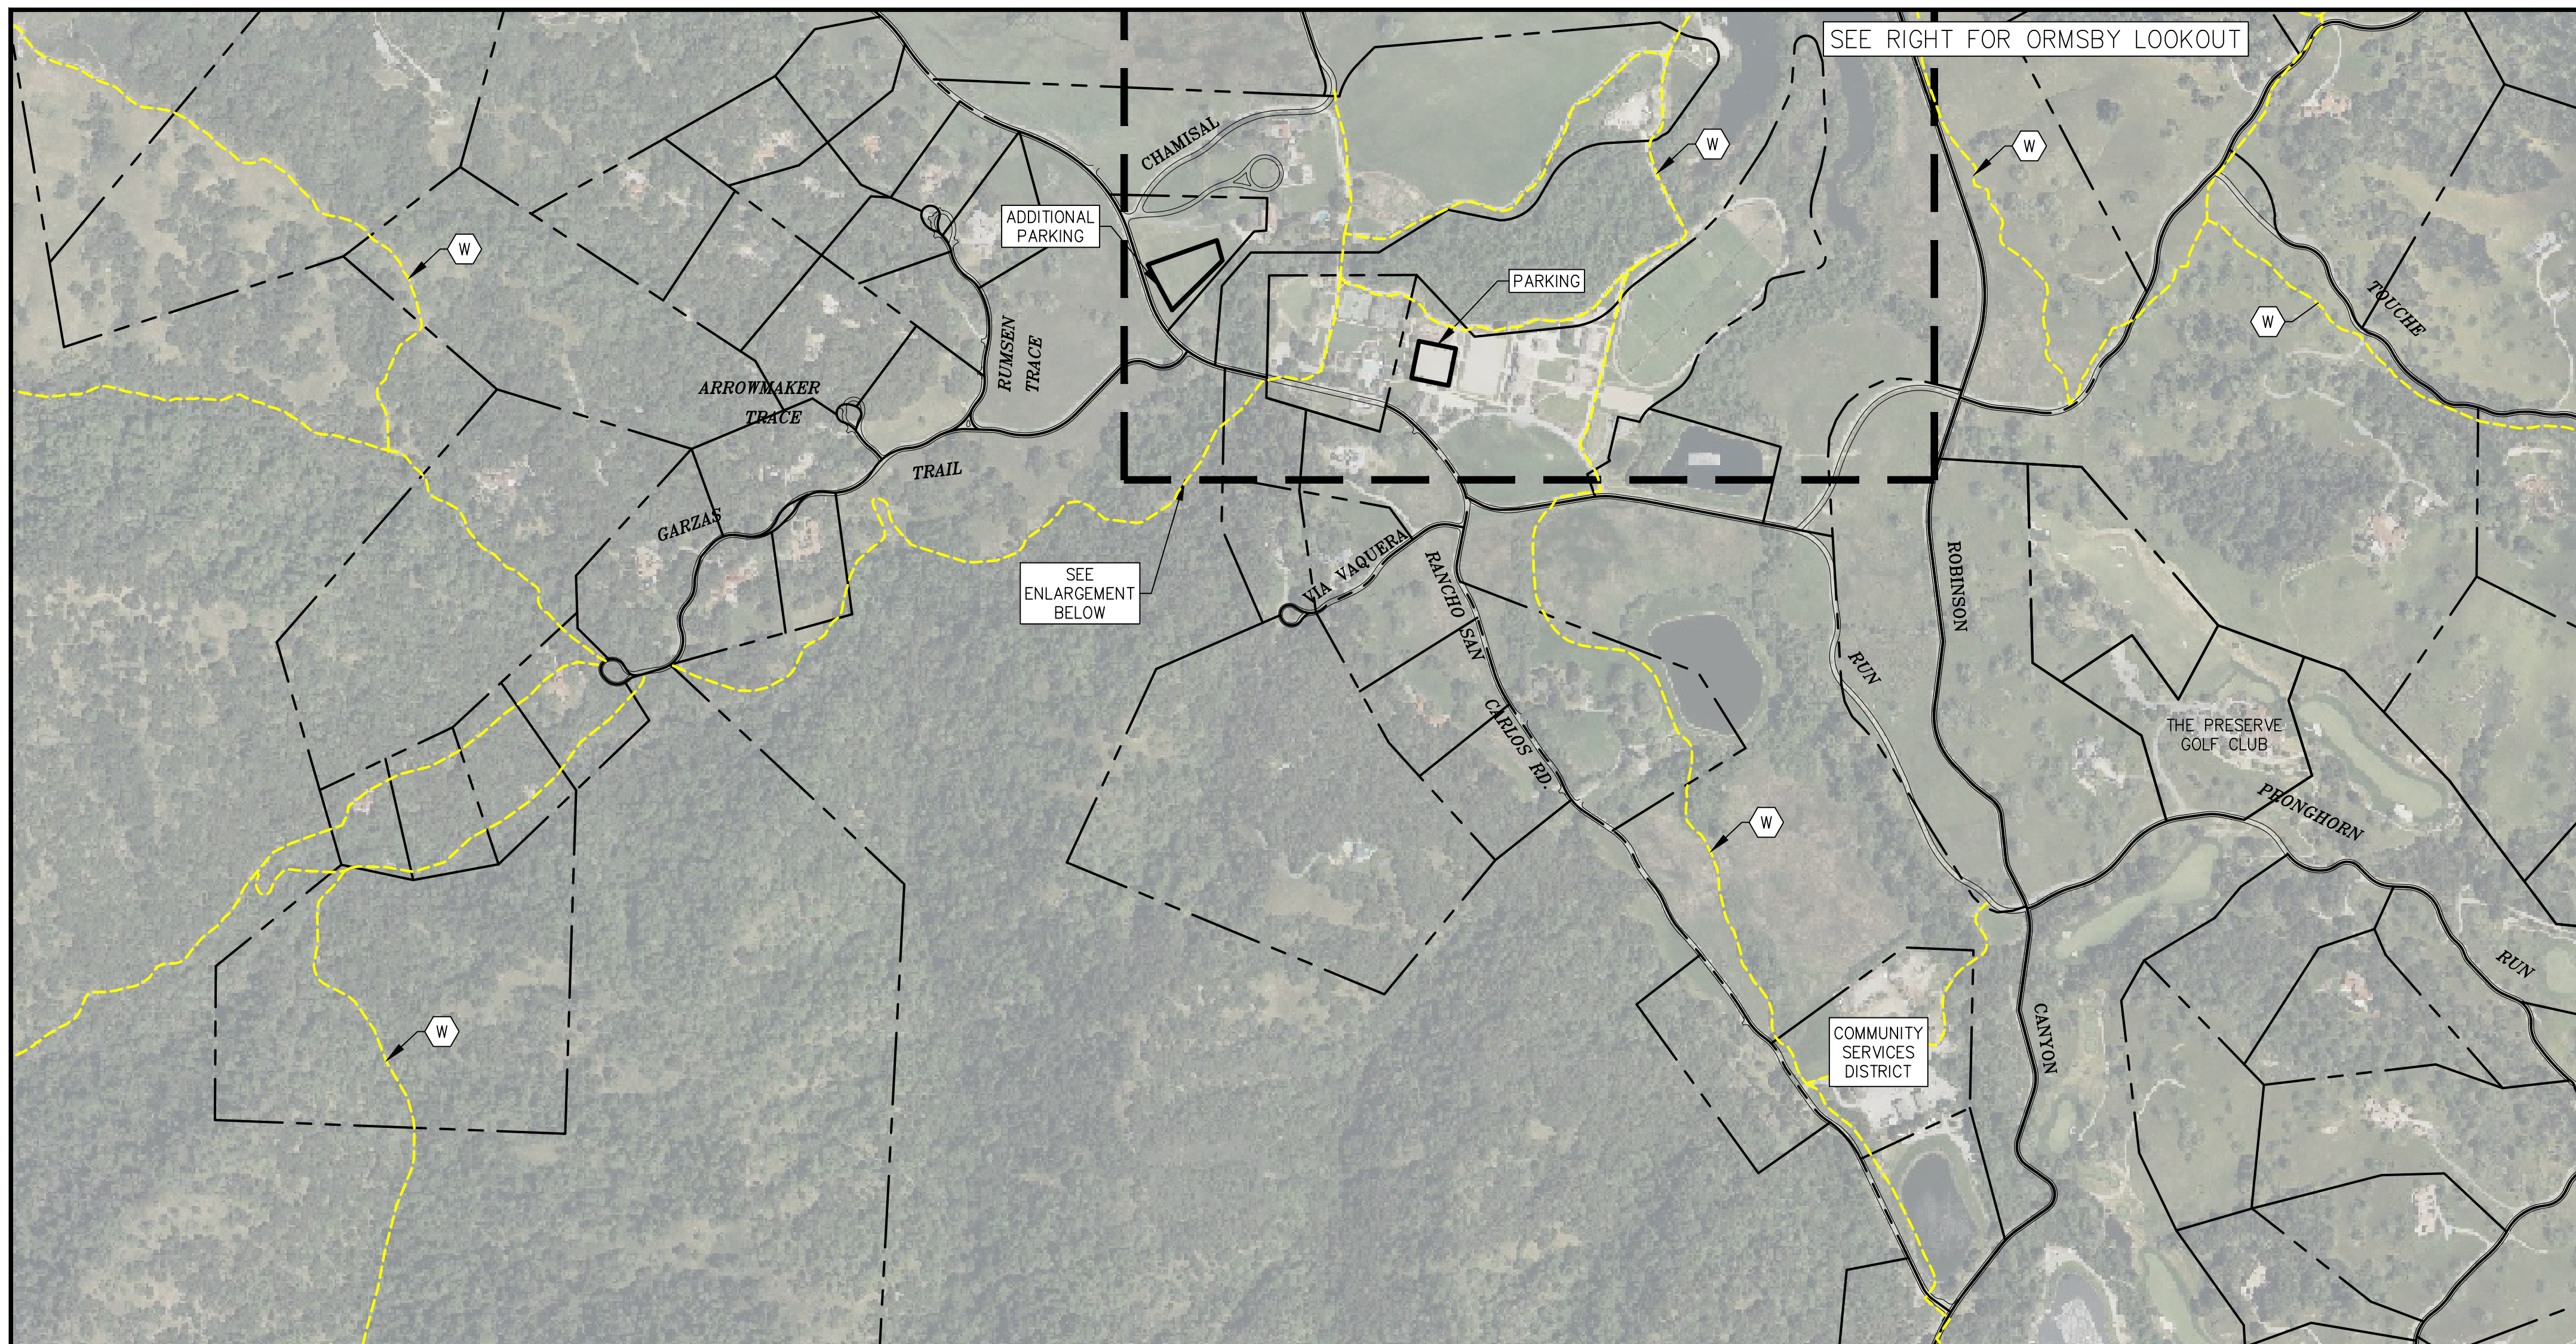 SEE RIGHT FOR ORMSBY LOOKOUT
CHAMISAL
W
W
ADDITIONAL
PARKING
W
PARKING
TOUCHE
W
RUMSEN
TRACE
ARROWMAKER
TRACE
TRAIL
GARZAS
SEE
ENLARGEMENT
BELOW
VIA VAQUERA
RANCHO SAN
CARLOS RD.
ROBINSON
RUN
THE PRESERVE
GOLF CLUB
PRONGHORN
W
RUN
W
COMMUNITY
SERVICES
DISTRICT
CANYON